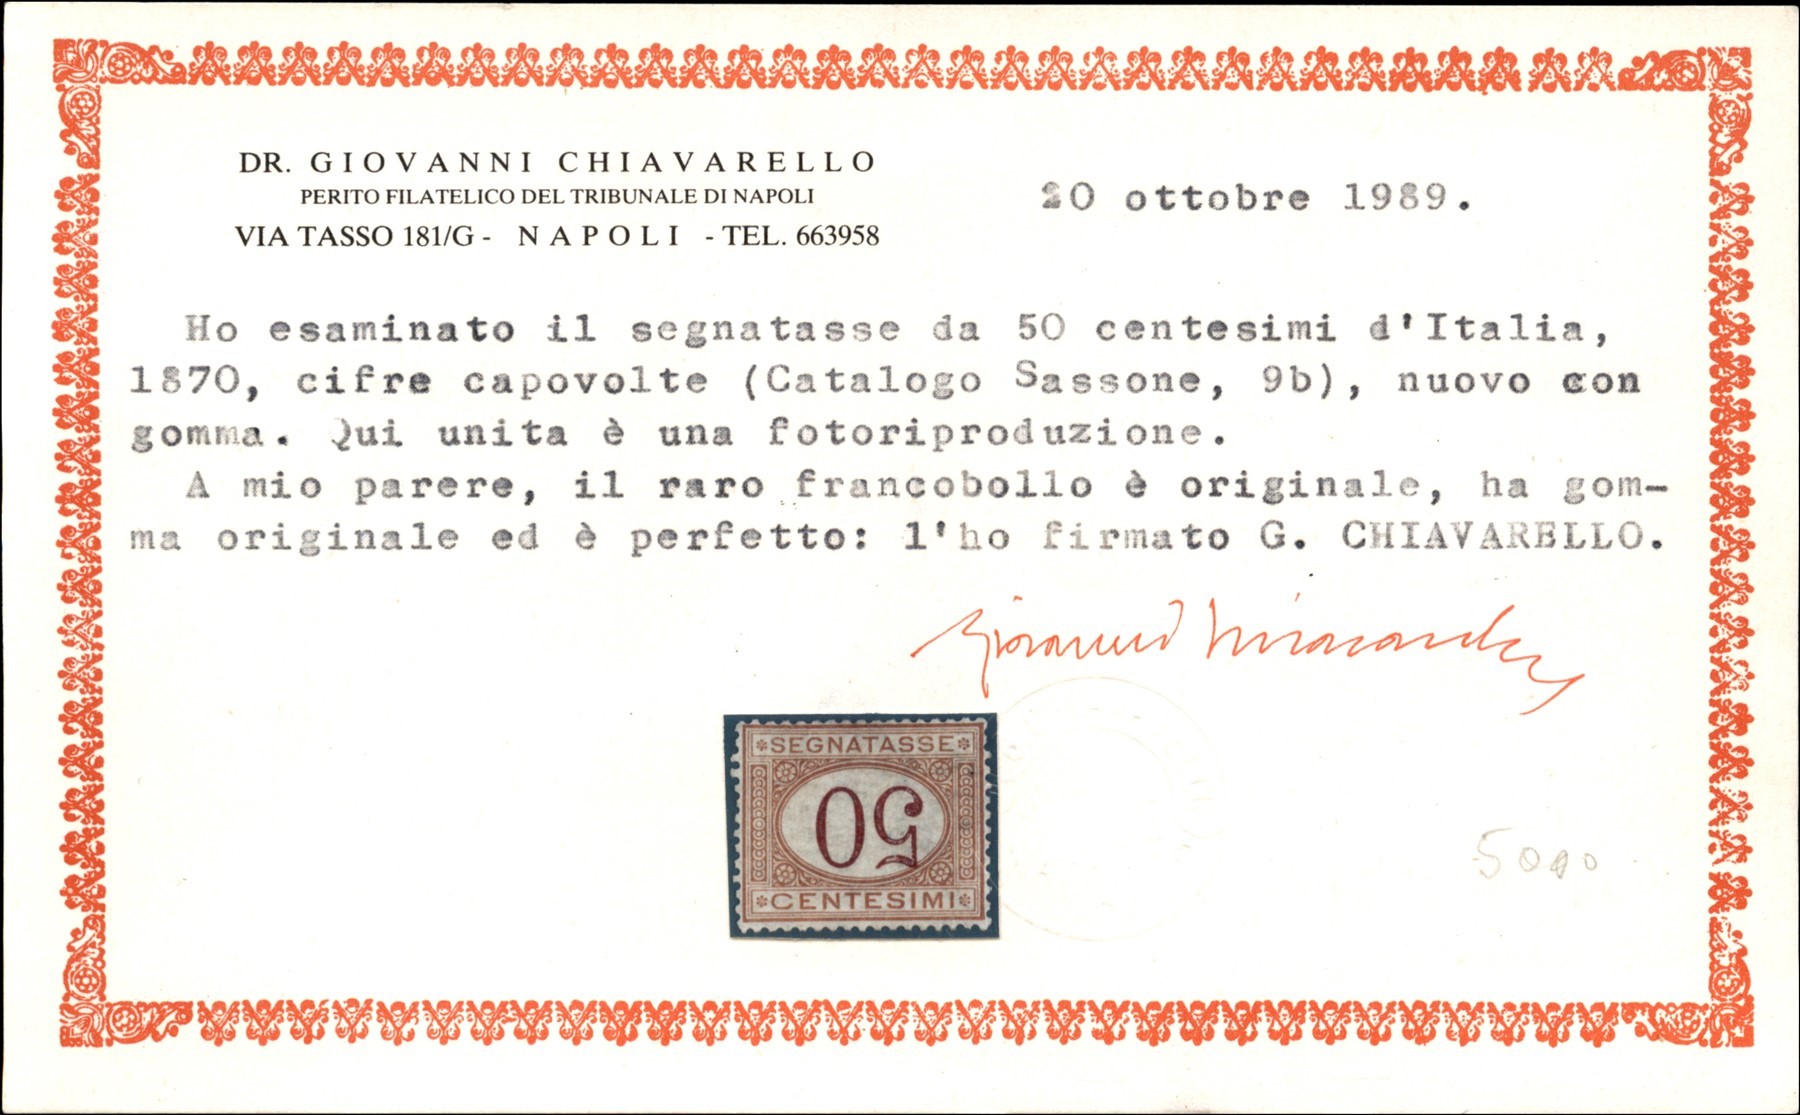 DR. GIOVANNI CHIAVARELLO
PERITO FILATELICO DEL TRIBUNALE DI NAPOLI
VIA TASSO 181/G - NAPOLI - TEL. 663958
20 ottobre 1989.
Ho esaminato il segnatasse da 50 centesimi d'Italia,
1870, cifre capovolte (Catalogo Sassone, 9b), nuovo con
gomma. Qui unita è una fotoriproduzione.
A mio parere, il raro francobollo è originale, ha gom-
ma originale ed è perfetto: l'ho firmato G. CHIAVARELLO.
SEGNATASSE
50
CENTESIMI
5000